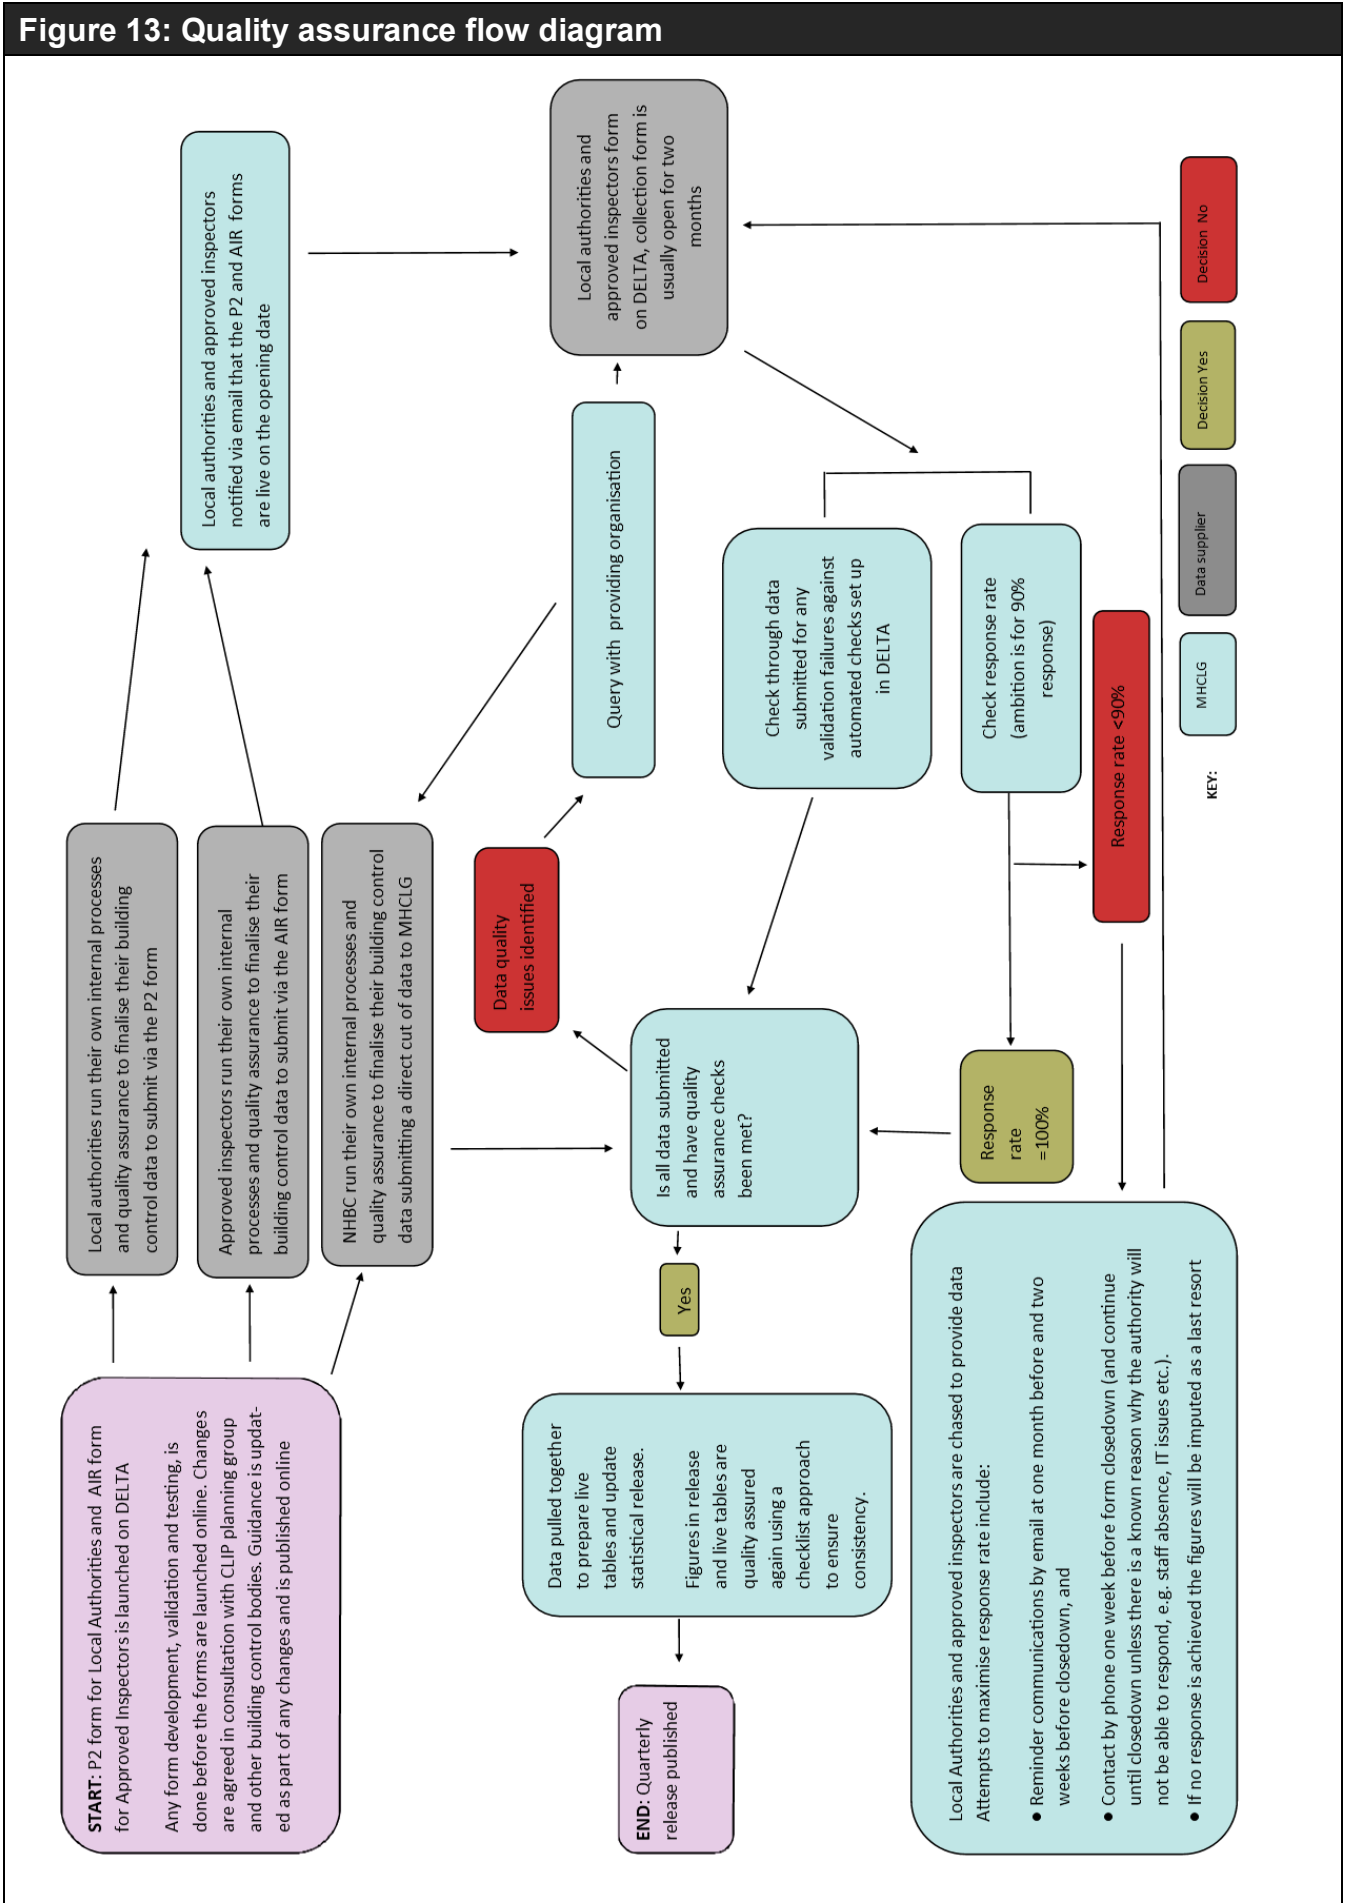 Figure 13: Quality assurance flow diagram
START: P2 form for Local Authorities and AIR form
for Approved Inspectors is launched on DELTA
Any form development, validation and testing, is
done before the forms are launched online. Changes
are agreed in consultation with CLIP planning group
and other building control bodies. Guidance is updat-
ed as part of any changes and is published online
Local authorities run their own internal processes
and quality assurance to finalise their building
control data to submit via the P2 form
Approved inspectors run their own internal
processes and quality assurance to finalise their
building control data to submit via the AIR form
NHBC run their own internal processes and
quality assurance to finalise their building control
data submitting a direct cut of data to MHCLG
Local authorities and approved inspectors
notified via email that the P2 and AIR forms
are live on the opening date
Local authorities and
approved inspectors form
on DELTA, collection form is
usually open for two
months
Query with providing organisation
Data quality
issues identified
Check through data
submitted for any
validation failures against
automated checks set up
in DELTA
Check response rate
(ambition is for 90%
response)
Response rate <90%
Response
rate
=100%
Is all data submitted
and have quality
assurance checks
been met?
Yes
Data pulled together
to prepare live
tables and update
statistical release.
Figures in release
and live tables are
quality assured
again using a
checklist approach
to ensure
consistency.
END: Quarterly
release published
Local Authorities and approved inspectors are chased to provide data
Attempts to maximise response rate include:
● Reminder communications by email at one month before and two
weeks before closedown, and
● Contact by phone one week before form closedown (and continue
until closedown unless there is a known reason why the authority will
not be able to respond, e.g. staff absence, IT issues etc.).
● If no response is achieved the figures will be imputed as a last resort
KEY:
MHCLG
Data supplier
Decision Yes
Decision No